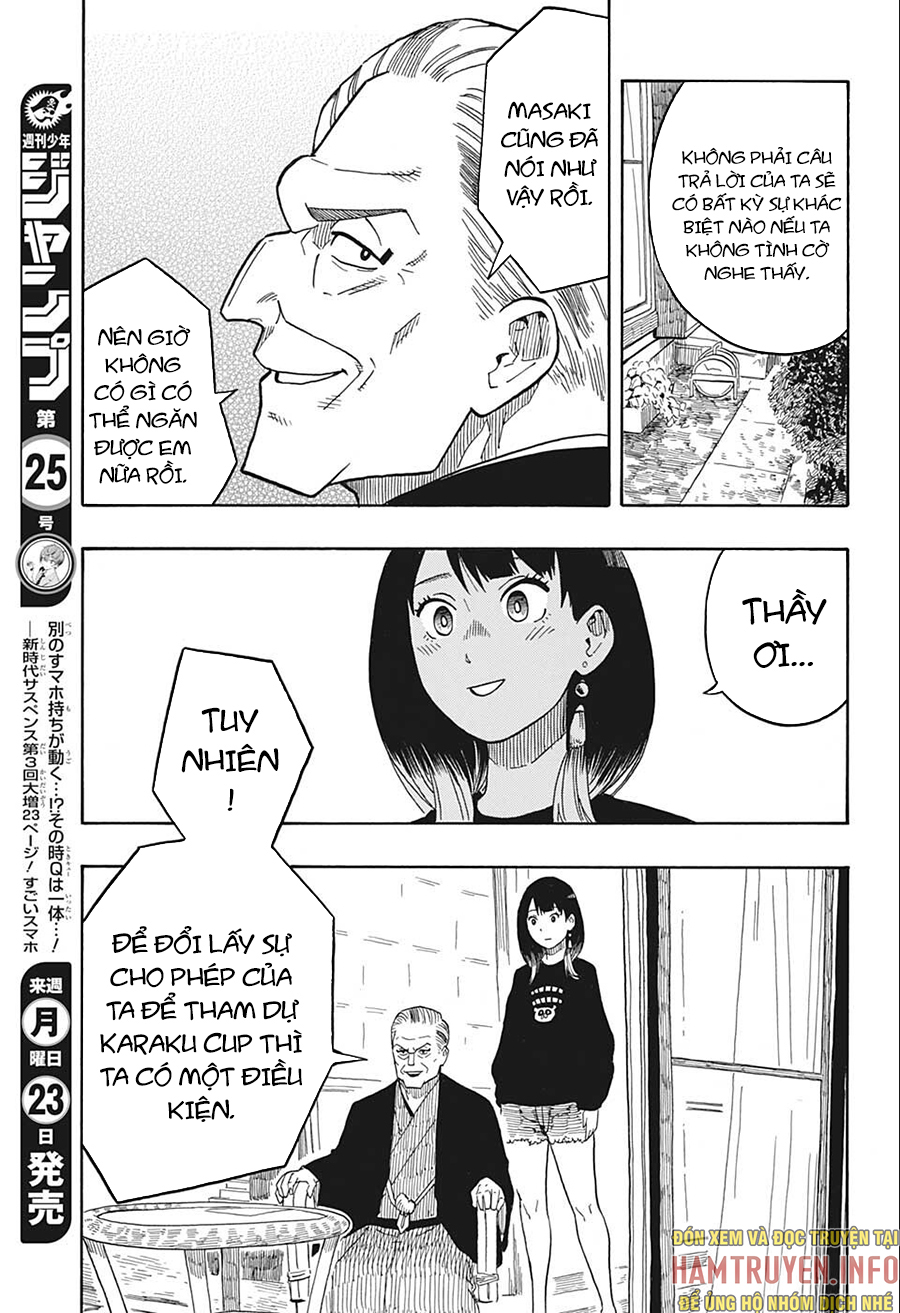 KHÔNG PHẢI CÂU
TRẢ LỜI CỦA TA SẼ
CÓ BẤT KỲ SỰ KHÁC
BIỆT NÀO NẾU TA
KHÔNG TÌNH CỜ
NGHE THẤY.
MASAKI
CŨNG ĐÃ
NÓI NHƯ
VẬY RỒI.
NÊN GIỜ
KHÔNG
CÓ GÌ CÓ
THỂ NGĂN
ĐƯỢC EM
NỮA RỒI.
THẦY
ƠI...
TUY
NHIÊN
!
ĐỂ ĐỔI LẤY SỰ
CHO PHÉP CỦA
TA ĐỂ THAM DỰ
KARAKU CUP THÌ
TA CÓ MỘT ĐIỀU
KIỆN.
週刊少年
ジャンプ
第
25
号
別のすマホ持ちが動く…!?その時Qは一体…!
―新時代サスペンス第3回大増23ページ!すごいスマホ
来週
月
曜日
23
日
発売
ĐÓN XEM VÀ ĐỌC TRUYỆN TẠI
HAMTRUYEN.INFO
ĐỂ ỦNG HỘ NHÓM DỊCH NHÉ